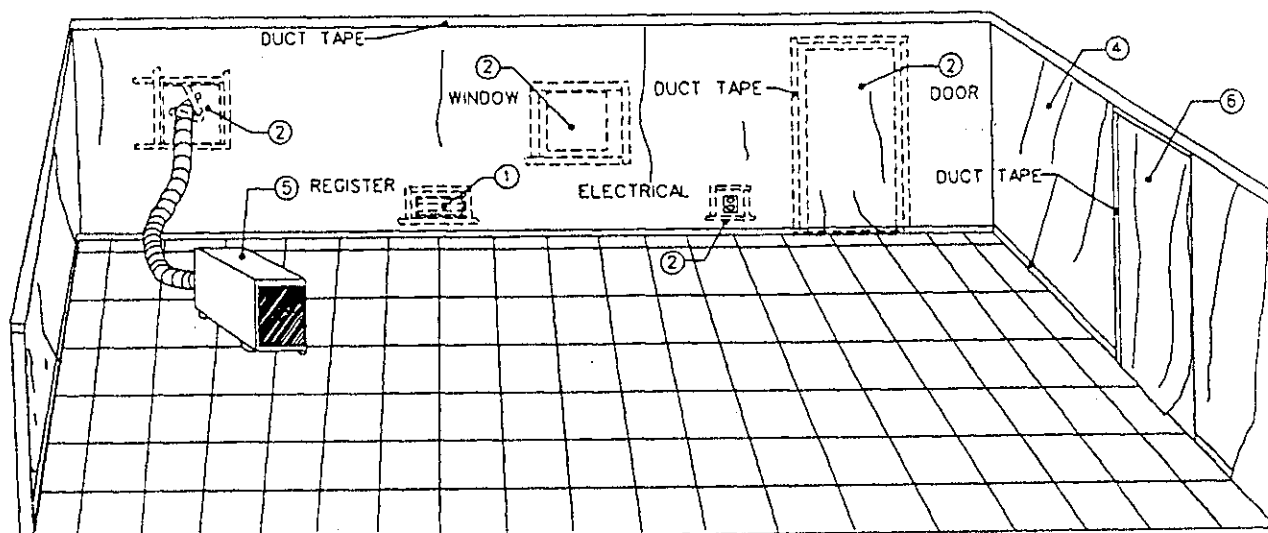 DUCT TAPE
④
②
WINDOW
DUCT TAPE
②
DOOR
⑥
②
⑤
REGISTER
①
ELECTRICAL
DUCT TAPE
②